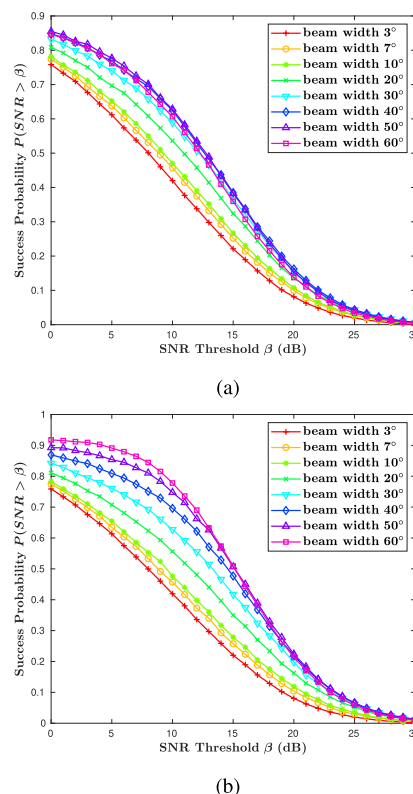 0.9
0.8
0.7
0.6
0.5
0.4
0.3
0.2
0.1
0
Success Probability P(SNR > β)
beam width 3°
beam width 7°
beam width 10°
beam width 20°
beam width 30°
beam width 40°
beam width 50°
beam width 60°
0 5 10 15 20 25 30
SNR Threshold β (dB)
(a)
1
0.9
0.8
0.7
0.6
0.5
0.4
0.3
0.2
0.1
0
Success Probability P(SNR > β)
beam width 3°
beam width 7°
beam width 10°
beam width 20°
beam width 30°
beam width 40°
beam width 50°
beam width 60°
0 5 10 15 20 25 30
SNR Threshold β (dB)
(b)